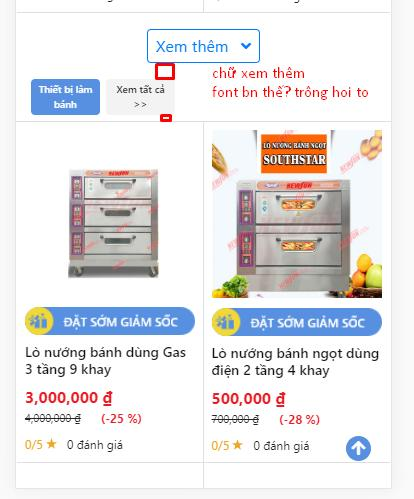 Xem thêm
chữ xem thêm
font bn thế? trông hoi to
Thiết bị làm
bánh
Xem tất cả
>>
LÒ NƯỚNG BÁNH NGỌT
SOUTHSTAR
NEWSUN
NEWSUN
ĐẶT SỚM GIẢM SỐC
ĐẶT SỚM GIẢM SỐC
Lò nướng bánh dùng Gas
3 tầng 9 khay
Lò nướng bánh ngọt dùng
điện 2 tầng 4 khay
3,000,000 ₫
500,000 ₫
4,000,000 ₫ (-25 %)
700,000 ₫ (-28 %)
0/5 ★ 0 đánh giá
0/5 ★ 0 đánh giá